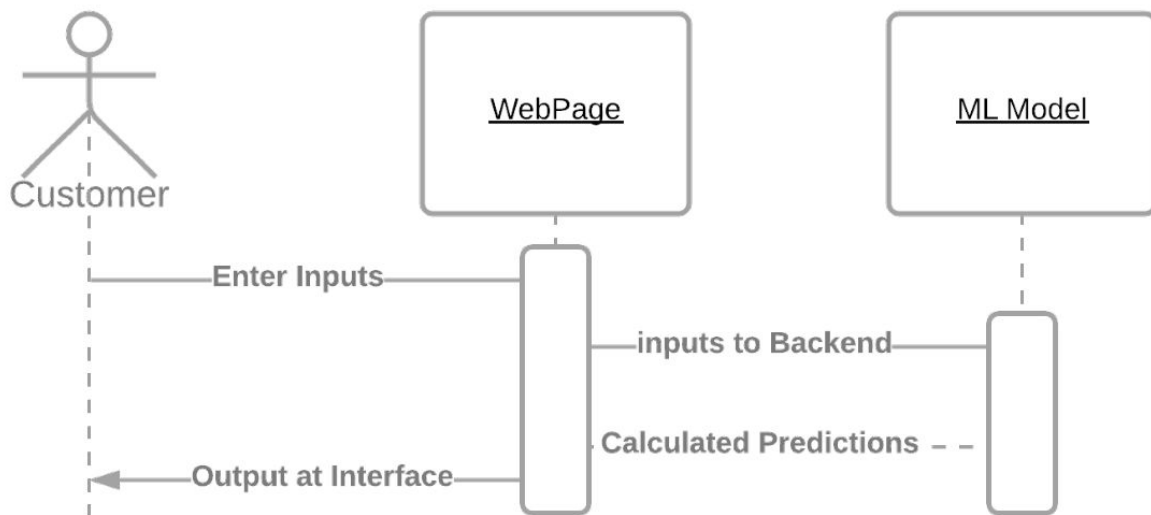 WebPage
ML Model
Customer
Enter Inputs
inputs to Backend
Calculated Predictions
Output at Interface